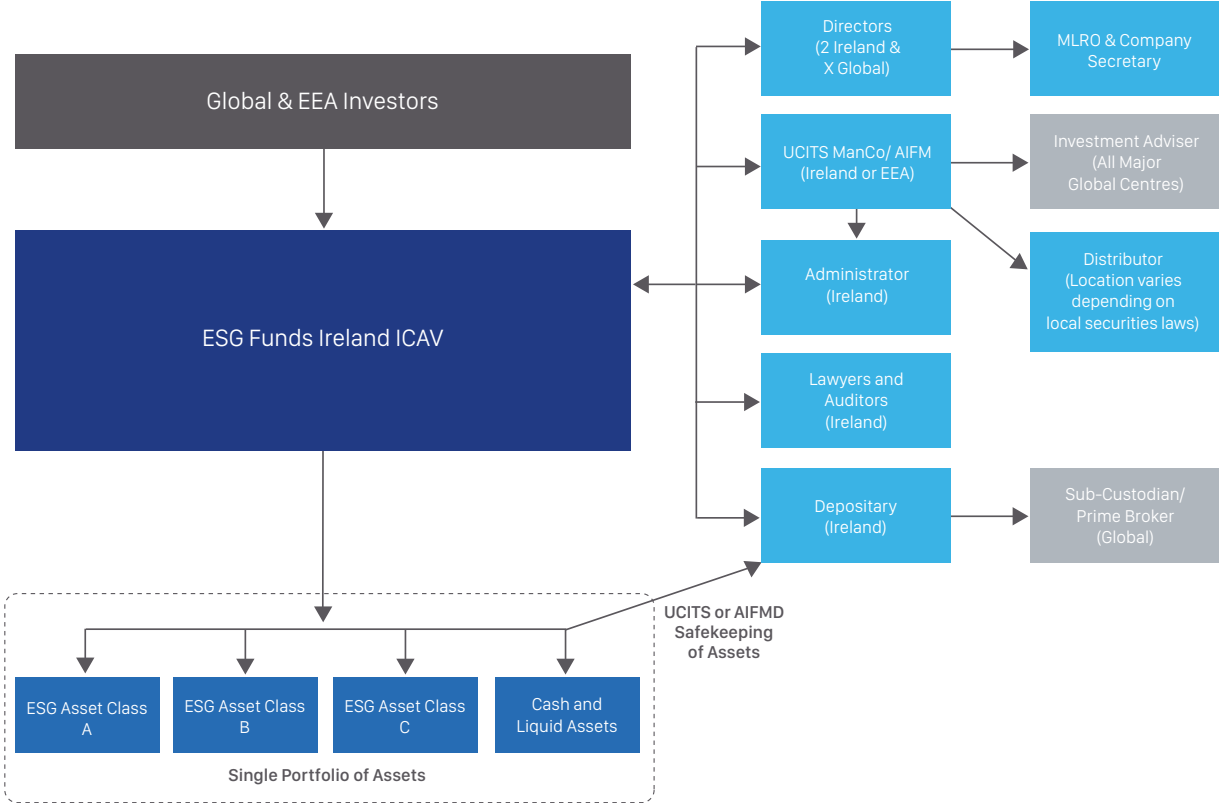 Global & EEA Investors
ESG Funds Ireland ICAV
Directors
(2 Ireland &
X Global)
MLRO & Company
Secretary
UCITS ManCo/ AIFM
(Ireland or EEA)
Investment Adviser
(All Major
Global Centres)
Administrator
(Ireland)
Distributor
(Location varies
depending on
local securities laws)
Lawyers and
Auditors
(Ireland)
Depositary
(Ireland)
Sub-Custodian/
Prime Broker
(Global)
UCITS or AIFMD
Safekeeping
of Assets
ESG Asset Class
A
ESG Asset Class
B
ESG Asset Class
C
Cash and
Liquid Assets
Single Portfolio of Assets